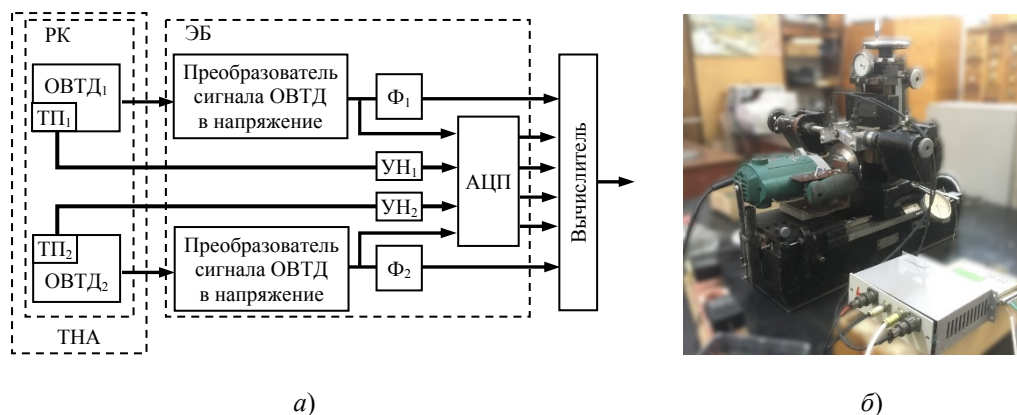 РК
ЭБ
ОВТД₁
ТП₁
Преобразователь
сигнала ОВТД
в напряжение
Ф₁
УН₁
АЦП
Вычислитель
УН₂
ТП₂
ОВТД₂
Преобразователь
сигнала ОВТД
в напряжение
Ф₂
ТНА
а)
б)